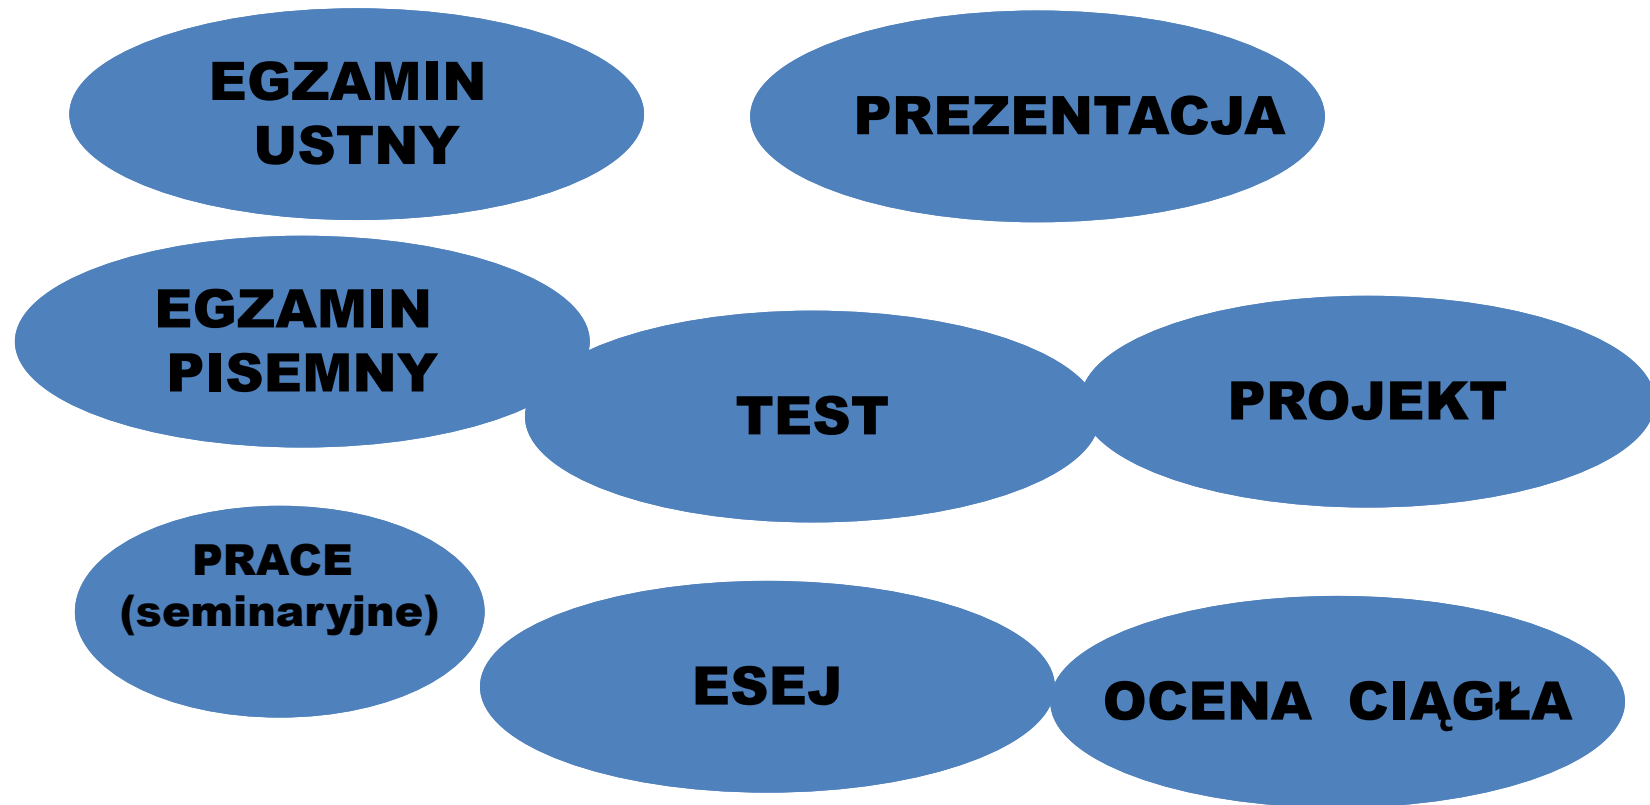 EGZAMIN
USTNY
PREZENTACJA
EGZAMIN
PISEMNY
TEST
PROJEKT
PRACE
(seminaryjne)
ESEJ
OCENA CIĄGŁA